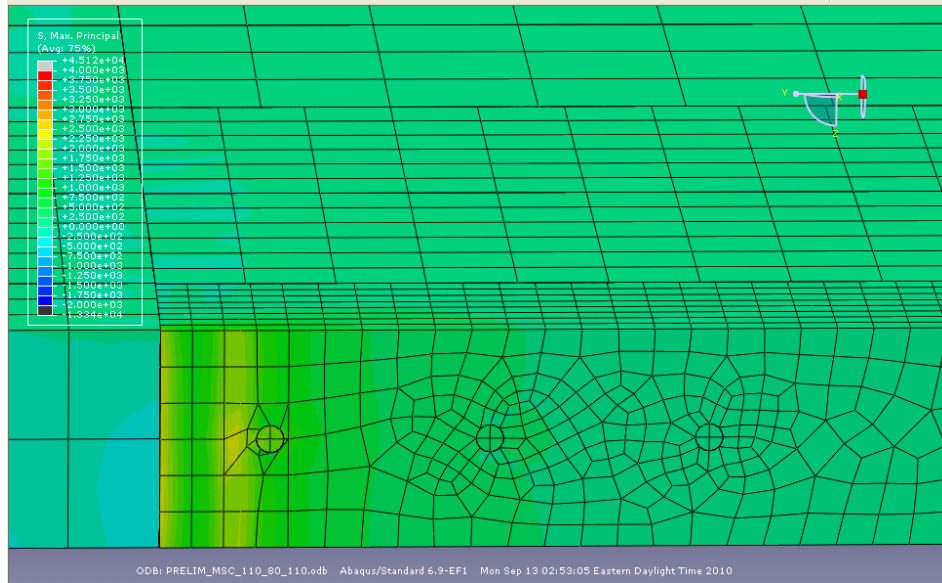 S, Max. Principal
(Avg: 75%)
+4.512e+04
+4.000e+03
+3.750e+03
+3.500e+03
+3.250e+03
+3.000e+03
+2.750e+03
+2.500e+03
+2.250e+03
+2.000e+03
+1.750e+03
+1.500e+03
+1.250e+03
+1.000e+03
+7.500e+02
+5.000e+02
+2.500e+02
+0.000e+00
-2.500e+02
-5.000e+02
-7.500e+02
-1.000e+03
-1.250e+03
-1.500e+03
-1.750e+03
-2.000e+03
-1.334e+04
Y
X
Z
ODB: PRELIM_MSC_110_80_110.odb Abaqus/Standard 6.9-EF1 Mon Sep 13 02:53:05 Eastern Daylight Time 2010